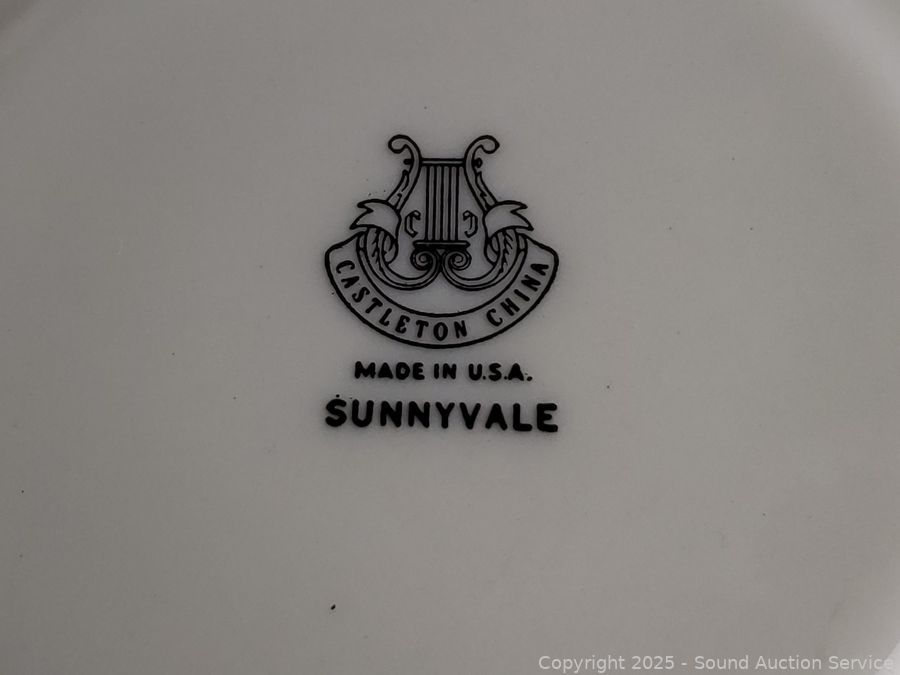 C C
CASTLETON CHINA
MADE IN U.S.A.
SUNNYVALE
Copyright 2025 - Sound Auction Service